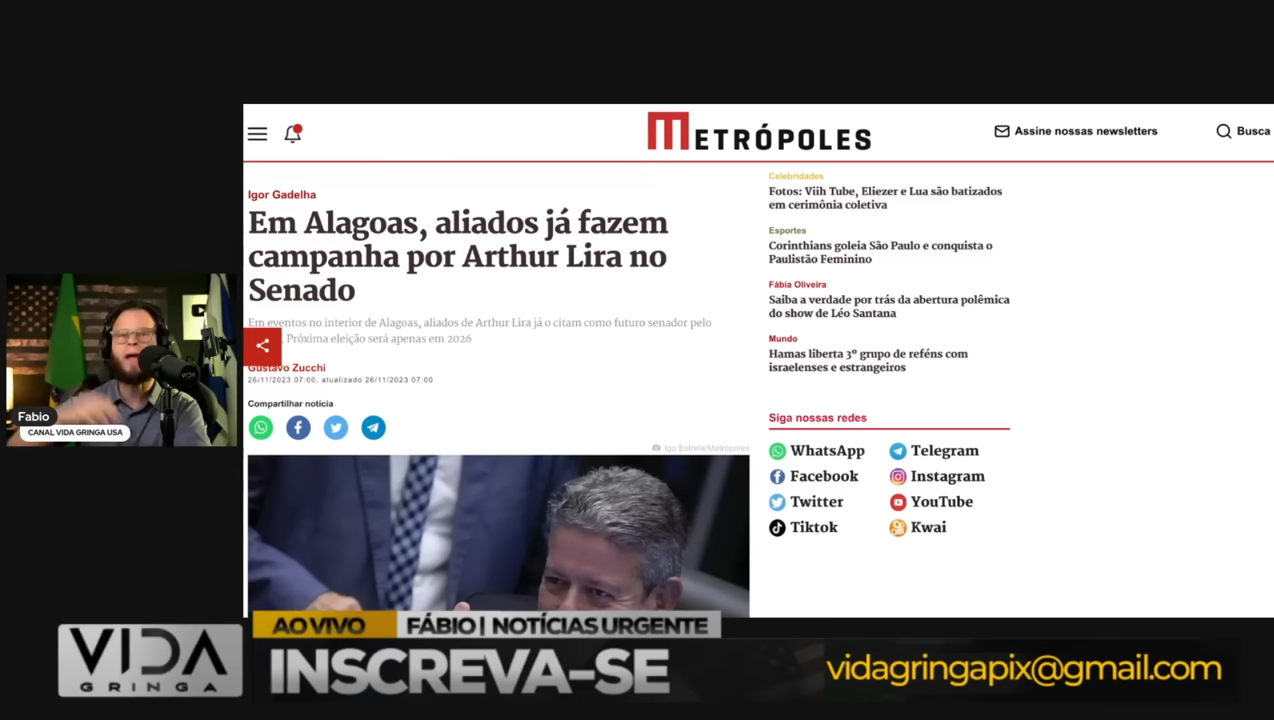 METRÓPOLES
Assine nossas newsletters
Busca
Igor Gadelha
Em Alagoas, aliados já fazem
campanha por Arthur Lira no
Senado
Em eventos no interior de Alagoas, aliados de Arthur Lira já o citam como futuro senador pelo
. Próxima eleição será apenas em 2026
Gustavo Zucchi
26/11/2023 07:00, atualizado 26/11/2023 07:00
Compartilhar notícia
Igo Estrela/Metrópoles
Celebridades
Fotos: Viih Tube, Eliezer e Lua são batizados
em cerimônia coletiva
Esportes
Corinthians goleia São Paulo e conquista o
Paulistão Feminino
Fábia Oliveira
Saiba a verdade por trás da abertura polêmica
do show de Léo Santana
Mundo
Hamas liberta 3º grupo de reféns com
israelenses e estrangeiros
Siga nossas redes
WhatsApp
Telegram
Facebook
Instagram
Twitter
YouTube
Tiktok
Kwai
Fabio
CANAL VIDA GRINGA USA
VIDA
GRINGA
AO VIVO
FÁBIO | NOTÍCIAS URGENTE
INSCREVA-SE
vidagringapix@gmail.com